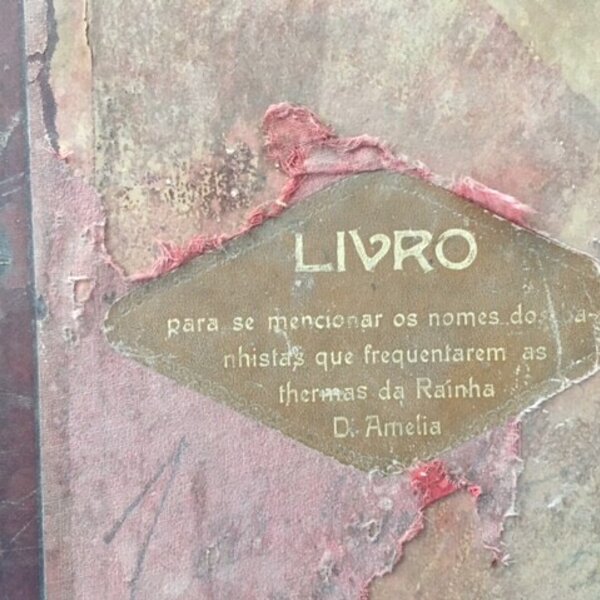 LIVRO
para se mencionar os nomes dos ba-
nhistas que frequentarem as
thermas da Rainha
D. Amelia